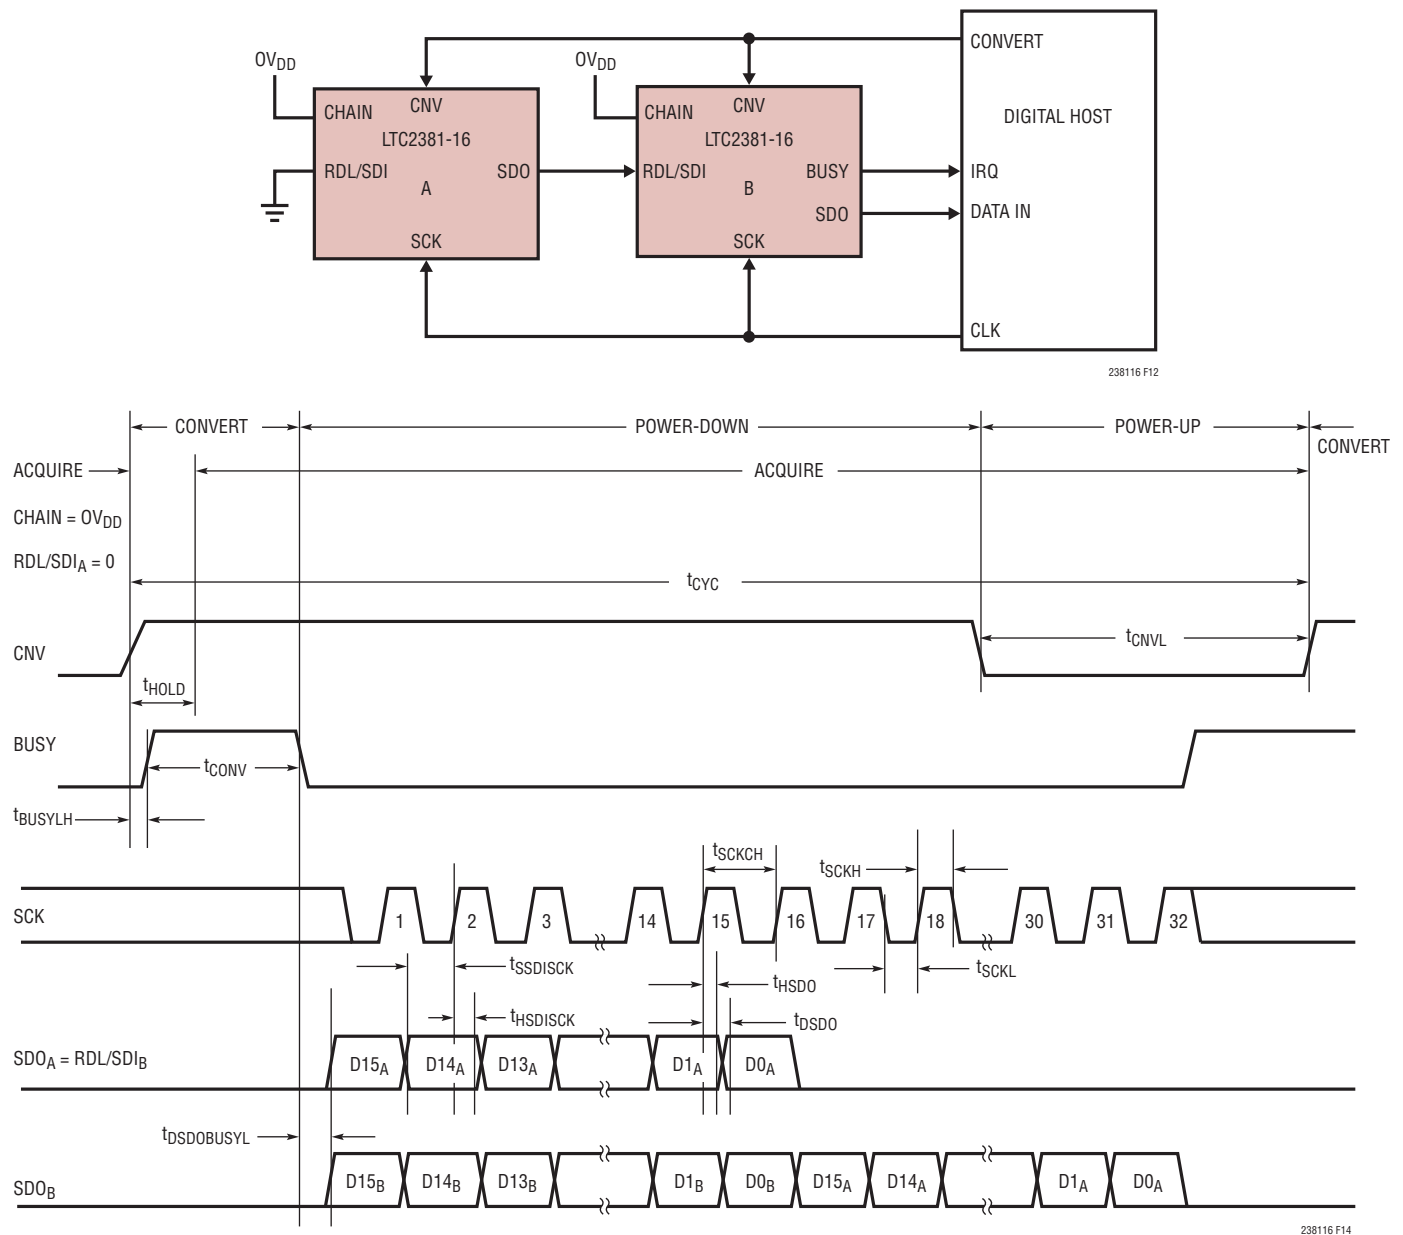 CONVERT
DIGITAL HOST
IRQ
DATA IN
CLK
OVDD
CHAIN
CNV
LTC2381-16
RDL/SDI
SDO
A
SCK
OVDD
CHAIN
CNV
LTC2381-16
RDL/SDI
BUSY
B
SDO
SCK
238116 F12
CONVERT
POWER-DOWN
POWER-UP
CONVERT
ACQUIRE
ACQUIRE
CHAIN = OVDD
RDL/SDIA = 0
tCYC
CNV
tCNVL
tHOLD
BUSY
tCONV
tBUSYLH
tSCKCH
tSCKH
SCK
1 2 3 14 15 16 17 18 30 31 32
tSSDISCK
tHSDO
tSCKL
tHSDISCK
tDSDO
SDOA = RDL/SDIB
D15A D14A D13A D1A D0A
tDSDOBUSYL
SDOB
D15B D14B D13B D1B D0B D15A D14A D1A D0A
238116 F14